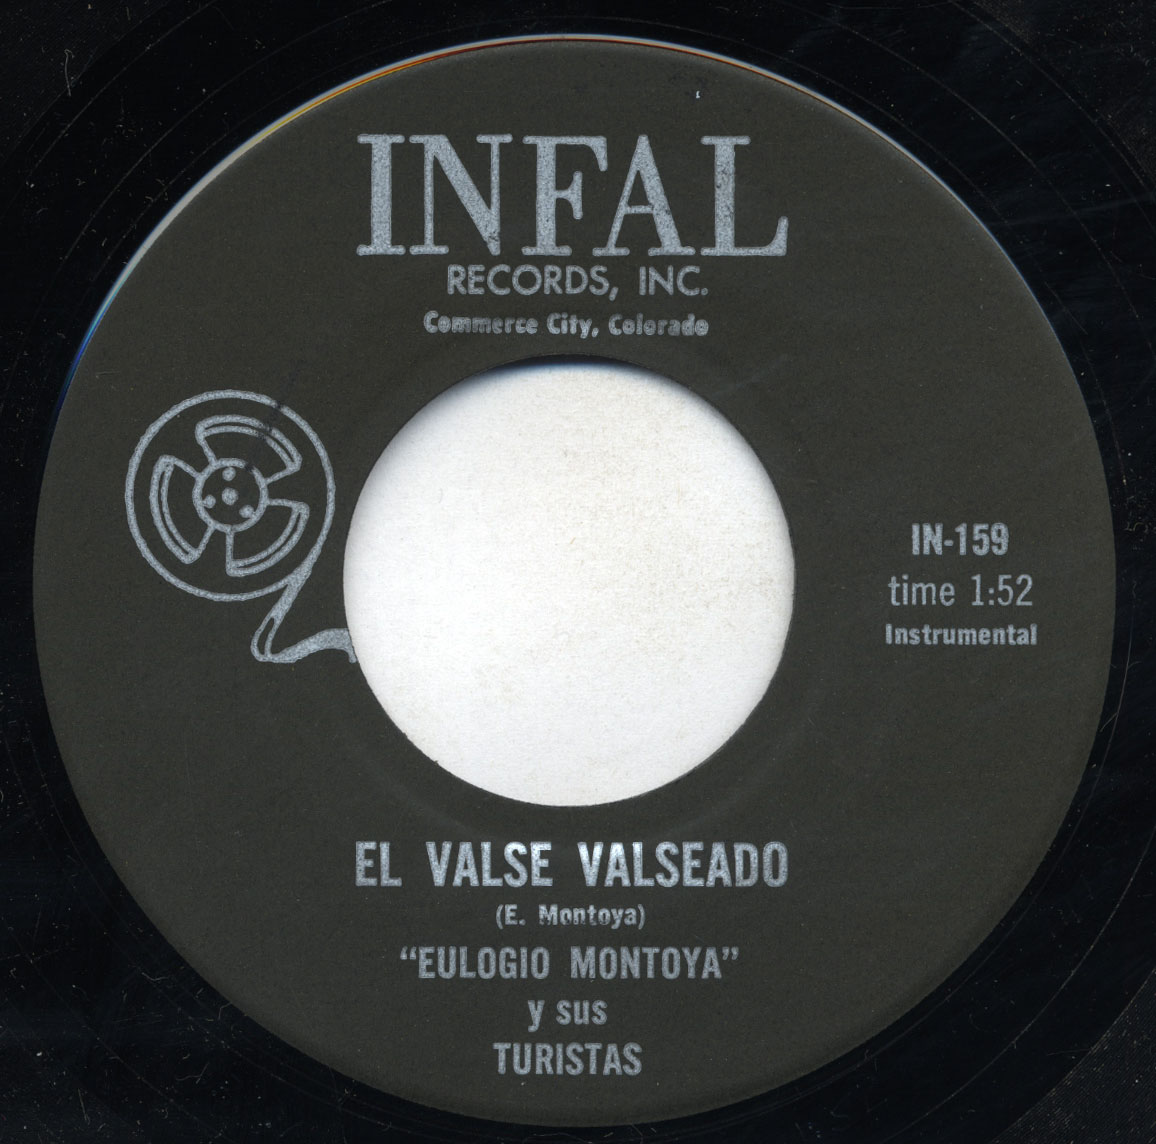 INFAL
RECORDS, INC.
Commerce City, Colorado
IN-159
time 1:52
Instrumental
EL VALSE VALSEADO
(E. Montoya)
“EULOGIO MONTOYA”
y sus
TURISTAS